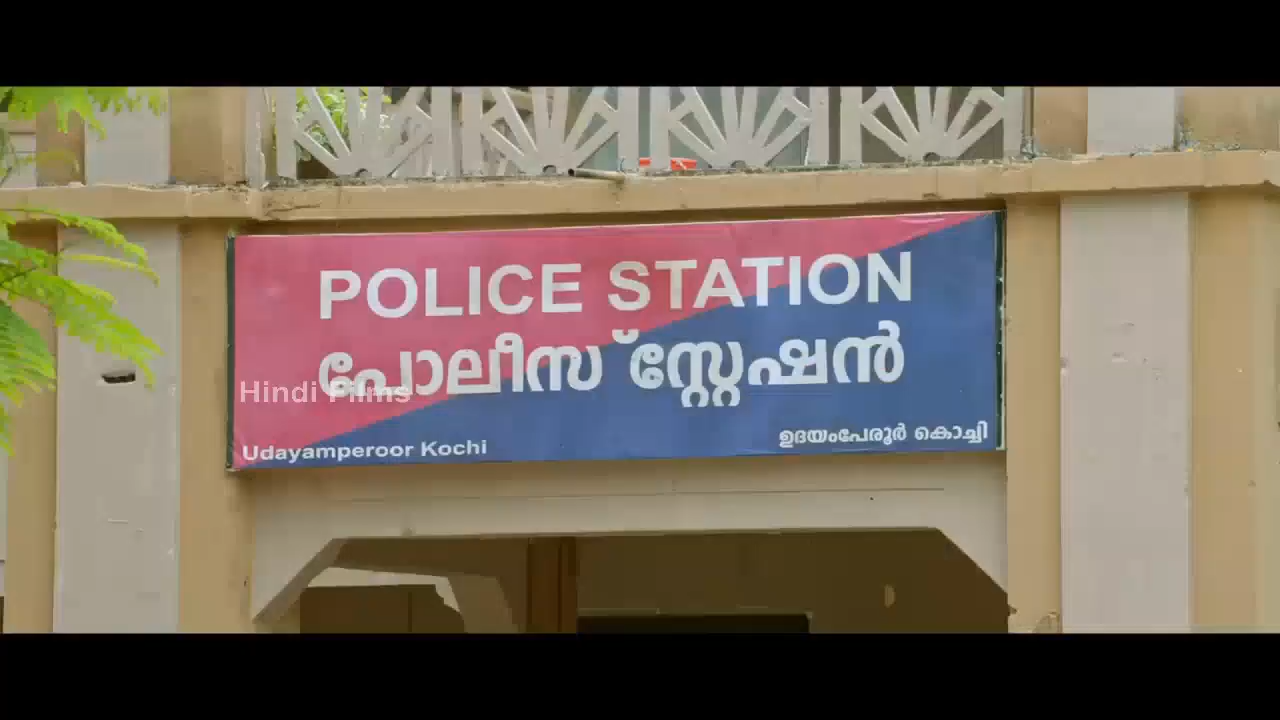 POLICE STATION
പോലീസ് സ്റ്റേഷൻ
Hindi Films
Udayamperoor Kochi
ഉദയംപേരൂർ കൊച്ചി